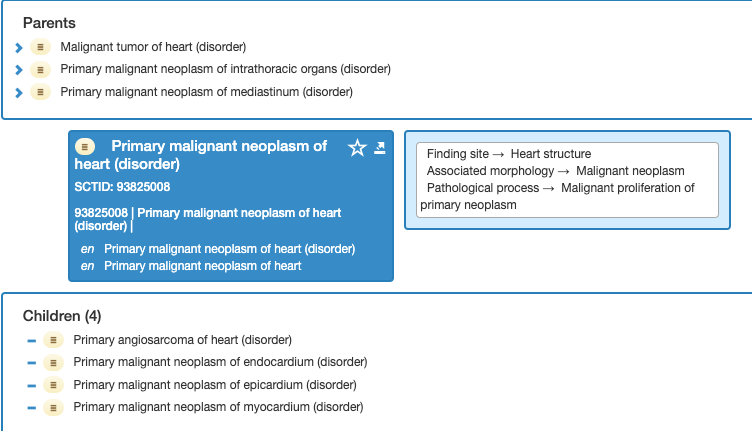 Parents
Malignant tumor of heart (disorder)
Primary malignant neoplasm of intrathoracic organs (disorder)
Primary malignant neoplasm of mediastinum (disorder)
Primary malignant neoplasm of
heart (disorder)
SCTID: 93825008
93825008 | Primary malignant neoplasm of heart
(disorder) |
en Primary malignant neoplasm of heart (disorder)
en Primary malignant neoplasm of heart
Finding site → Heart structure
Associated morphology → Malignant neoplasm
Pathological process → Malignant proliferation of
primary neoplasm
Children (4)
Primary angiosarcoma of heart (disorder)
Primary malignant neoplasm of endocardium (disorder)
Primary malignant neoplasm of epicardium (disorder)
Primary malignant neoplasm of myocardium (disorder)